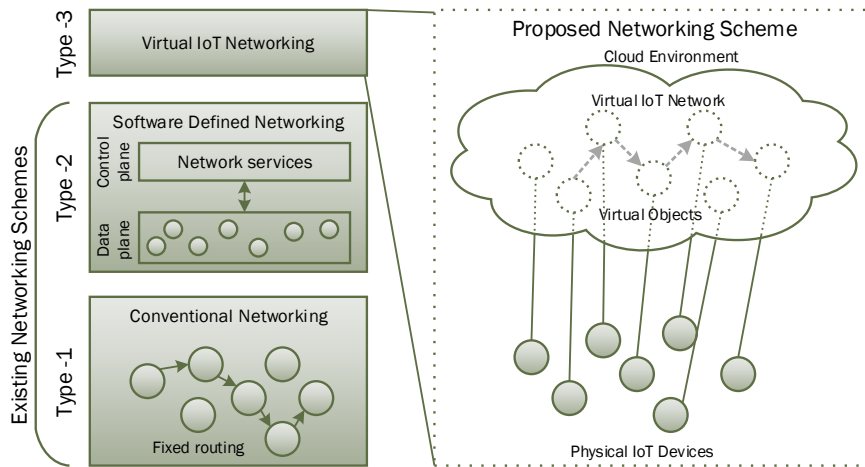 Existing Networking Schemes
Type -3
Virtual IoT Networking
Type -2
Software Defined Networking
Control
plane
Network services
Data
plane
Type -1
Conventional Networking
Fixed routing
Proposed Networking Scheme
Cloud Environment
Virtual IoT Network
Virtual Objects
Physical IoT Devices